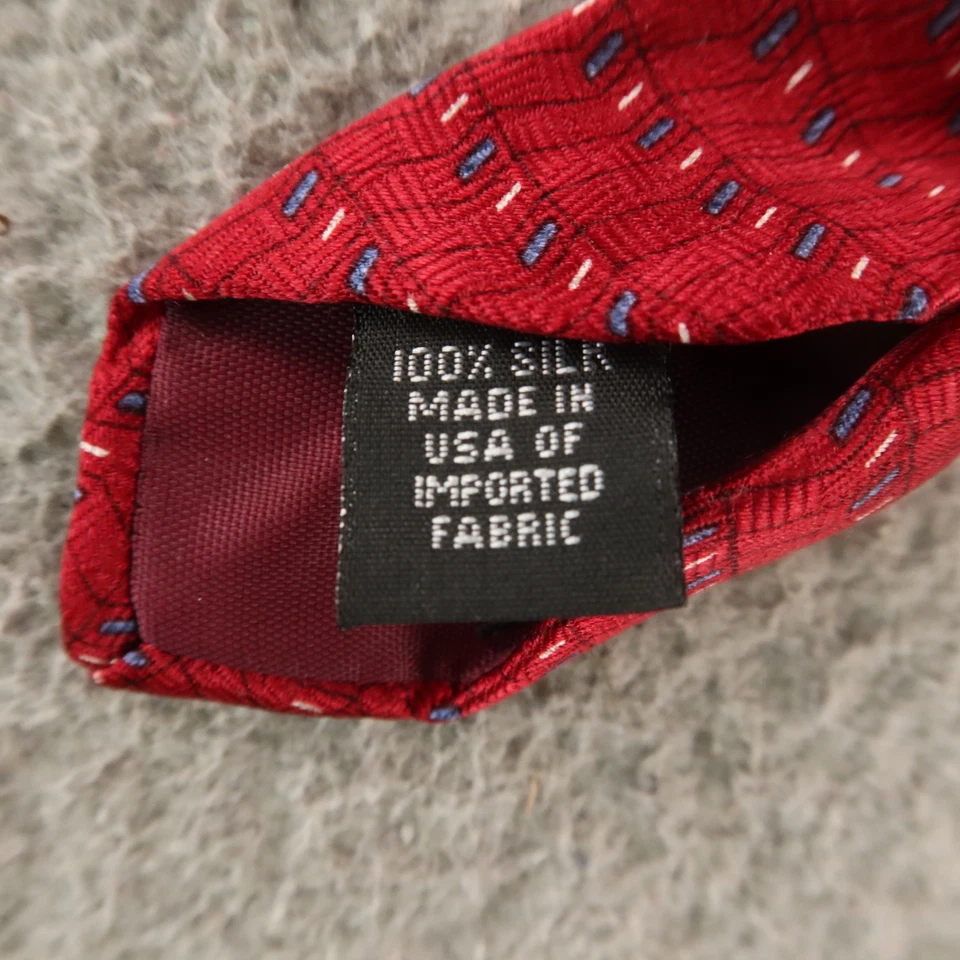 100% SILK
MADE IN
USA OF
IMPORTED
FABRIC